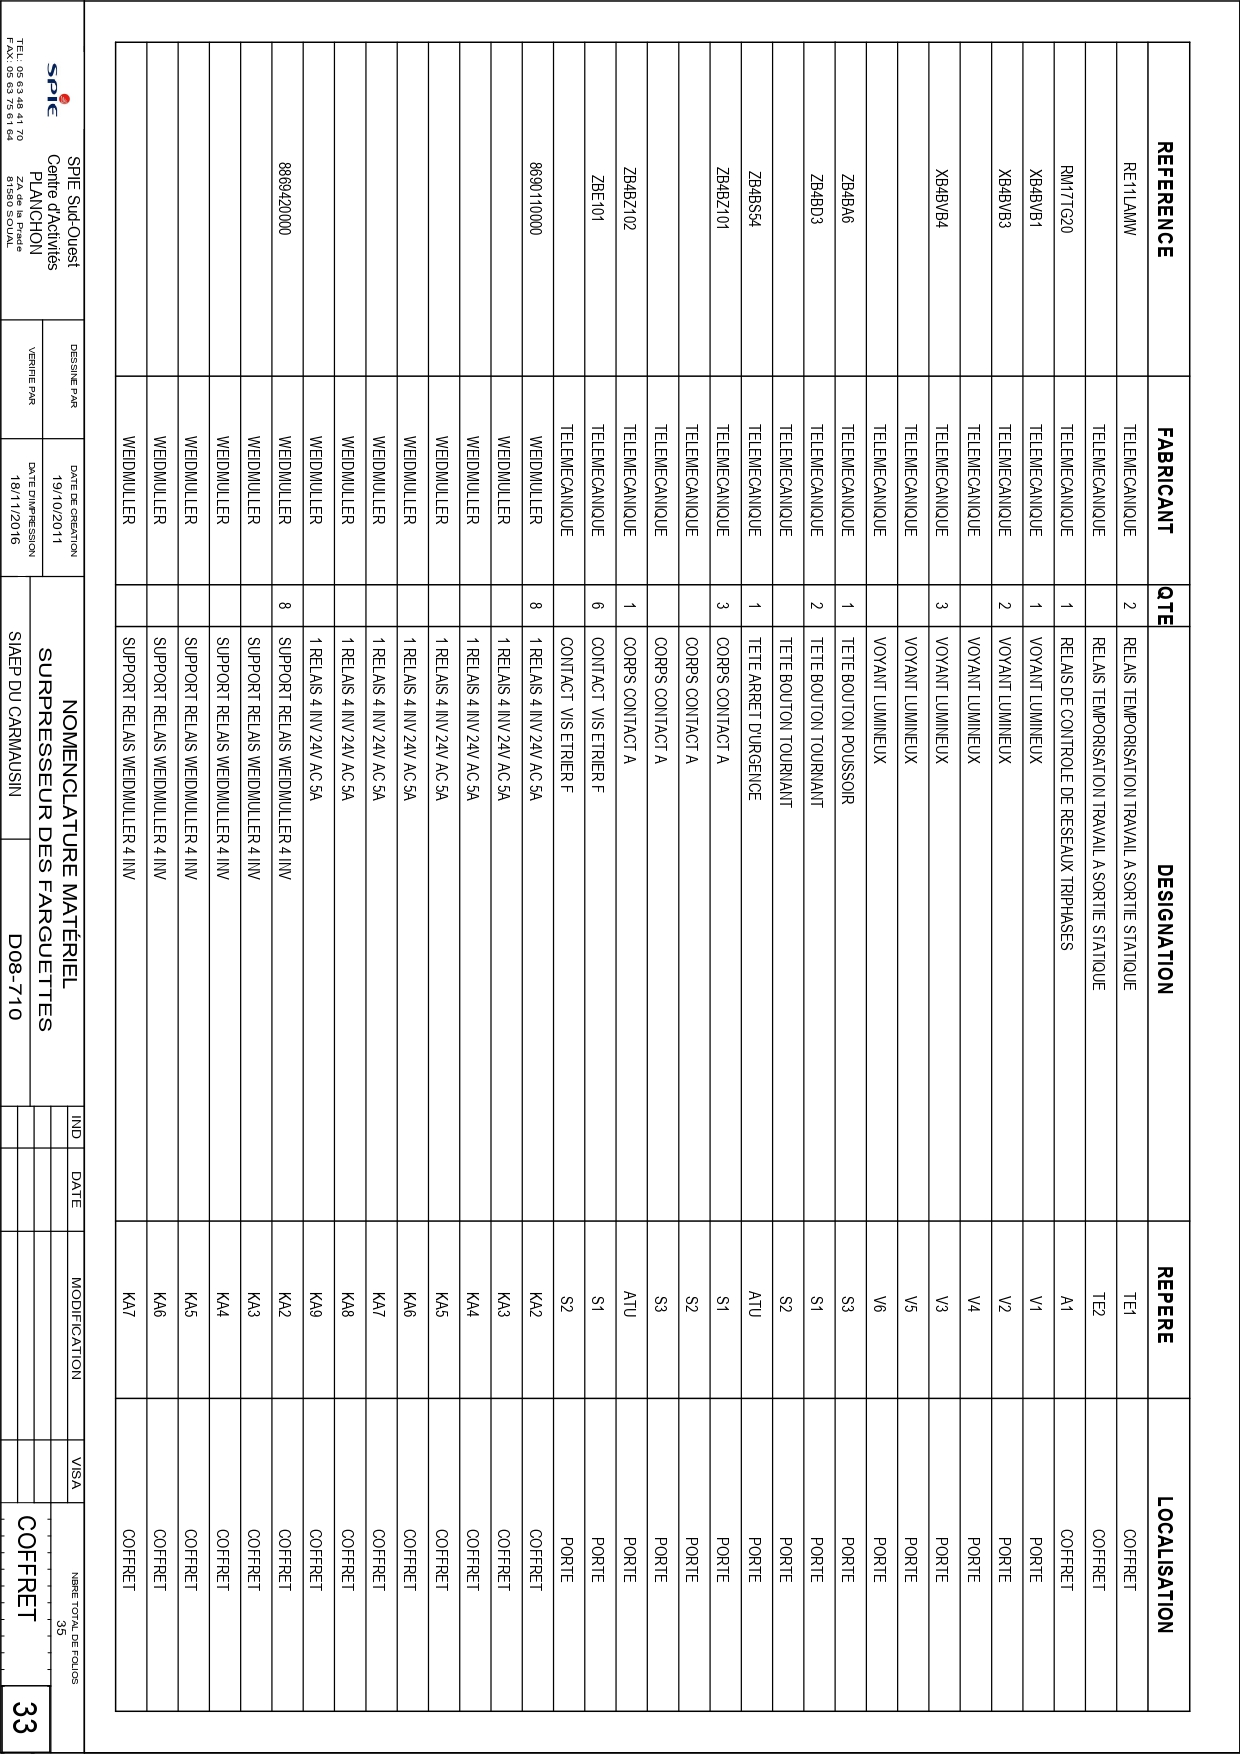 REFERENCE FABRICANT QTE DESIGNATION REPERE LOCALISATION
RE11LAMW TELEMECANIQUE 2 RELAIS TEMPORISATION TRAVAIL A SORTIE STATIQUE TE1 COFFRET
TELEMECANIQUE RELAIS TEMPORISATION TRAVAIL A SORTIE STATIQUE TE2 COFFRET
RM17TG20 TELEMECANIQUE 1 RELAIS DE CONTROLE DE RESEAUX TRIPHASES A1 COFFRET
XB4BVB1 TELEMECANIQUE 1 VOYANT LUMINEUX V1 PORTE
XB4BVB3 TELEMECANIQUE 2 VOYANT LUMINEUX V2 PORTE
TELEMECANIQUE VOYANT LUMINEUX V4 PORTE
XB4BVB4 TELEMECANIQUE 3 VOYANT LUMINEUX V3 PORTE
TELEMECANIQUE VOYANT LUMINEUX V5 PORTE
TELEMECANIQUE VOYANT LUMINEUX V6 PORTE
ZB4BA6 TELEMECANIQUE 1 TETE BOUTON POUSSOIR S3 PORTE
ZB4BD3 TELEMECANIQUE 2 TETE BOUTON TOURNANT S1 PORTE
TELEMECANIQUE TETE BOUTON TOURNANT S2 PORTE
ZB4BS54 TELEMECANIQUE 1 TETE ARRET D'URGENCE ATU PORTE
ZB4BZ101 TELEMECANIQUE 3 CORPS CONTACT A S1 PORTE
TELEMECANIQUE CORPS CONTACT A S2 PORTE
TELEMECANIQUE CORPS CONTACT A S3 PORTE
ZB4BZ102 TELEMECANIQUE 1 CORPS CONTACT A ATU PORTE
ZBE101 TELEMECANIQUE 6 CONTACT VIS ETRIER F S1 PORTE
TELEMECANIQUE CONTACT VIS ETRIER F S2 PORTE
8690110000 WEIDMULLER 8 1 RELAIS 4 INV 24V AC 5A KA2 COFFRET
WEIDMULLER 1 RELAIS 4 INV 24V AC 5A KA3 COFFRET
WEIDMULLER 1 RELAIS 4 INV 24V AC 5A KA4 COFFRET
WEIDMULLER 1 RELAIS 4 INV 24V AC 5A KA5 COFFRET
WEIDMULLER 1 RELAIS 4 INV 24V AC 5A KA6 COFFRET
WEIDMULLER 1 RELAIS 4 INV 24V AC 5A KA7 COFFRET
WEIDMULLER 1 RELAIS 4 INV 24V AC 5A KA8 COFFRET
WEIDMULLER 1 RELAIS 4 INV 24V AC 5A KA9 COFFRET
8869420000 WEIDMULLER 8 SUPPORT RELAIS WEIDMULLER 4 INV KA2 COFFRET
WEIDMULLER SUPPORT RELAIS WEIDMULLER 4 INV KA3 COFFRET
WEIDMULLER SUPPORT RELAIS WEIDMULLER 4 INV KA4 COFFRET
WEIDMULLER SUPPORT RELAIS WEIDMULLER 4 INV KA5 COFFRET
WEIDMULLER SUPPORT RELAIS WEIDMULLER 4 INV KA6 COFFRET
WEIDMULLER SUPPORT RELAIS WEIDMULLER 4 INV KA7 COFFRET
SPIE
TEL: 05 63 48 41 70
FAX: 05 63 75 61 64
SPIE Sud-Ouest
Centre d'Activités
PLANCHON
ZA de la Prade
81580 SOUAL
DESSINE PAR
VERIFIE PAR
DATE DE CREATION
19/10/2011
DATE D'IMPRESSION
18/11/2016
NOMENCLATURE MATÉRIEL
SURPRESSEUR DES FARGUETTES
SIAEP DU CARMAUSIN
D08-710
IND DATE MODIFICATION VISA
NBRE TOTAL DE FOLIOS
35
COFFRET
33